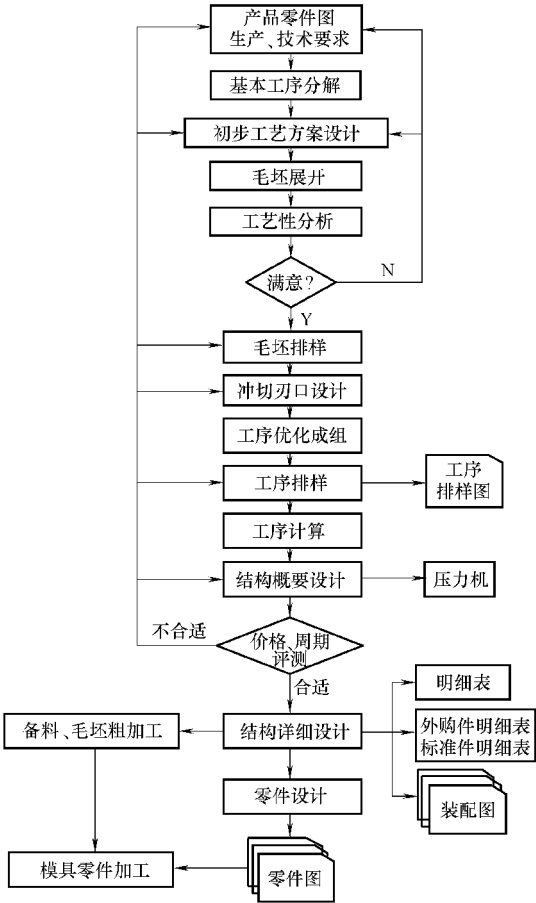 产品零件图
生产、技术要求
基本工序分解
初步工艺方案设计
毛坯展开
工艺性分析
满意?
N
Y
毛坯排样
冲切刃口设计
工序优化成组
工序排样
工序
排样图
工序计算
结构概要设计
压力机
不合适
价格、周期
评测
合适
明细表
备料、毛坯粗加工
结构详细设计
外购件明细表
标准件明细表
零件设计
装配图
模具零件加工
零件图